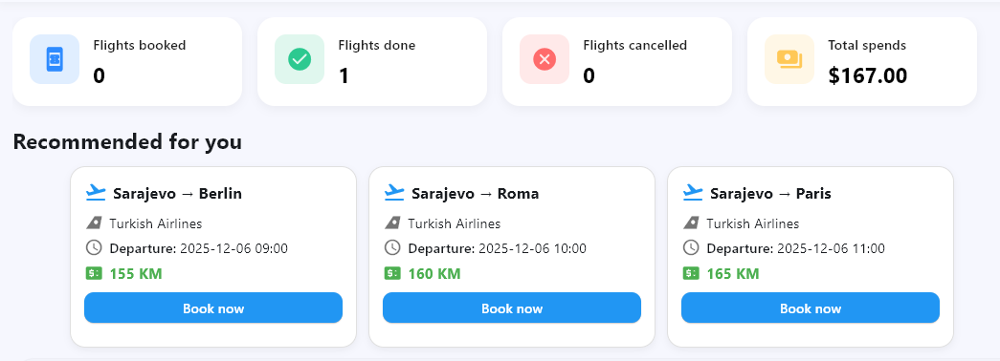 Flights booked
0
Flights done
1
Flights cancelled
0
Total spends
$167.00
Recommended for you
Sarajevo → Berlin
Turkish Airlines
Departure: 2025-12-06 09:00
155 KM
Book now
Sarajevo → Roma
Turkish Airlines
Departure: 2025-12-06 10:00
160 KM
Book now
Sarajevo → Paris
Turkish Airlines
Departure: 2025-12-06 11:00
165 KM
Book now